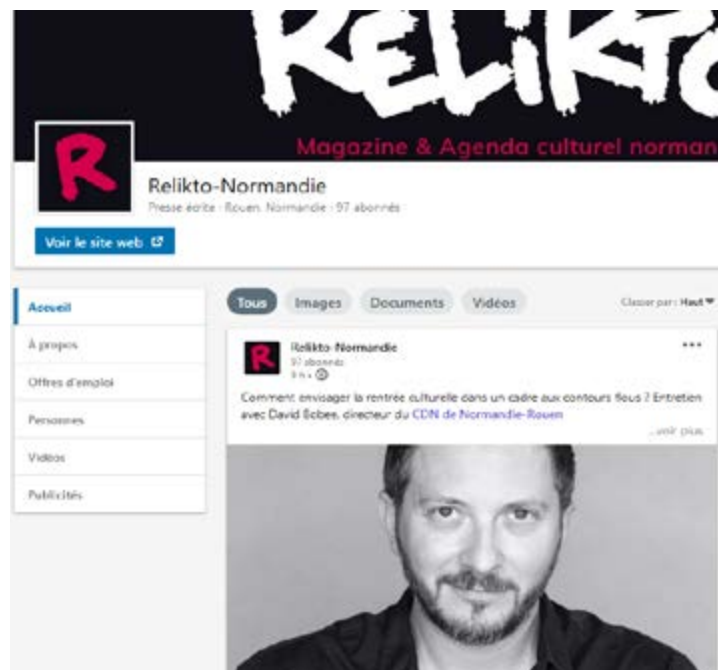 RELIKTO
Magazine & Agenda culturel norman
R
Relikto-Normandie
Presse écrite · Rouen, Normandie · 97 abonnés
Voir le site web
Accueil
À propos
Offres d'emploi
Personnes
Vidéos
Publicités
Tous Images Documents Vidéos Classer par : Haut
R
Relikto-Normandie
97 abonnés
Comment envisager la rentrée culturelle dans un cadre aux contours flous ? Entretien
avec David Bobee, directeur du CDN de Normandie-Rouen
...voir plus